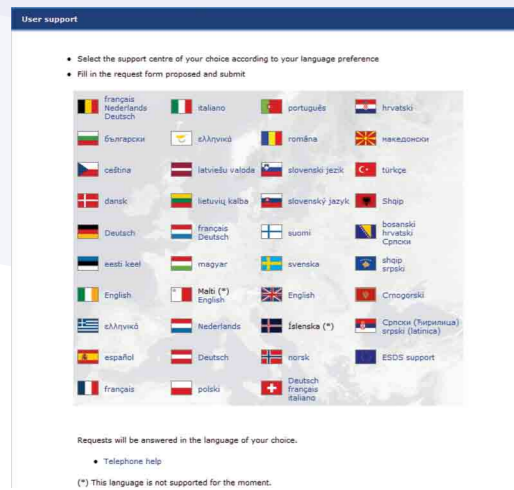 User support
• Select the support centre of your choice according to your language preference
• Fill in the request form proposed and submit
français
Nederlands
Deutsch
italiano
português
hrvatski
български
ελληνικά
româna
македонски
ceština
latviešu valoda
slovenski jezik
türkçe
dansk
lietuvių kalba
slovenský jazyk
Shqip
Deutsch
français
Deutsch
suomi
bosanski
hrvatski
Српски
eesti keel
magyar
svenska
shqip
srpski
English
Malti (*)
English
English
Crnogorski
ελληνικά
Nederlands
Íslenska (*)
Српски (Ћирилица)
srpski (latinica)
español
Deutsch
norsk
ESDS support
français
polski
Deutsch
français
italiano
Requests will be answered in the language of your choice.
• Telephone help
(*) This language is not supported for the moment.